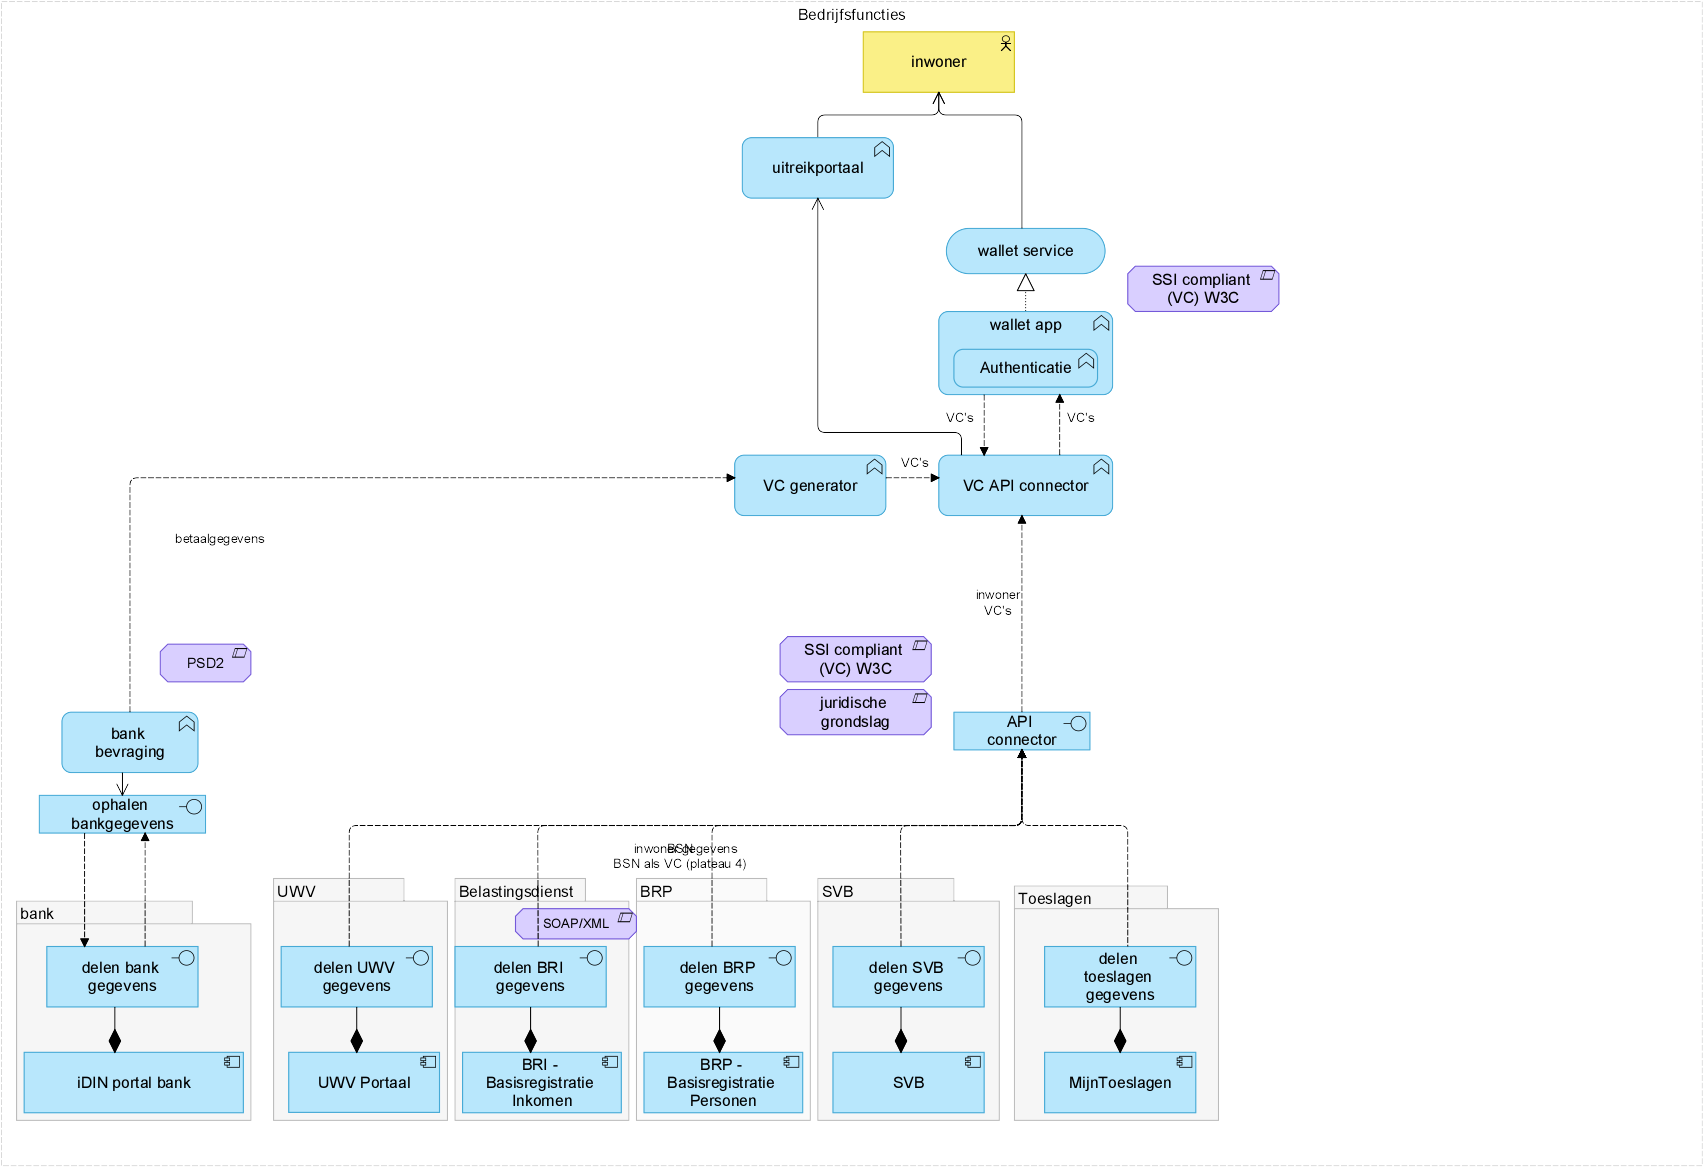 Bedrijfsfuncties
inwoner
uitreikportaal
wallet service
SSI compliant
(VC) W3C
wallet app
Authenticatie
VC's
VC's
VC generator
VC's
VC API connector
betaalgegevens
inwoner
VC's
PSD2
SSI compliant
(VC) W3C
juridische
grondslag
bank
bevraging
API
connector
ophalen
bankgegevens
inwoner gegevens
BSN
BSN als VC (plateau 4)
bank
UWV
Belastingsdienst
BRP
SVB
Toeslagen
SOAP/XML
delen bank
gegevens
delen UWV
gegevens
delen BRI
gegevens
delen BRP
gegevens
delen SVB
gegevens
delen
toeslagen
gegevens
iDIN portal bank
UWV Portaal
BRI -
Basisregistratie
Inkomen
BRP -
Basisregistratie
Personen
SVB
MijnToeslagen